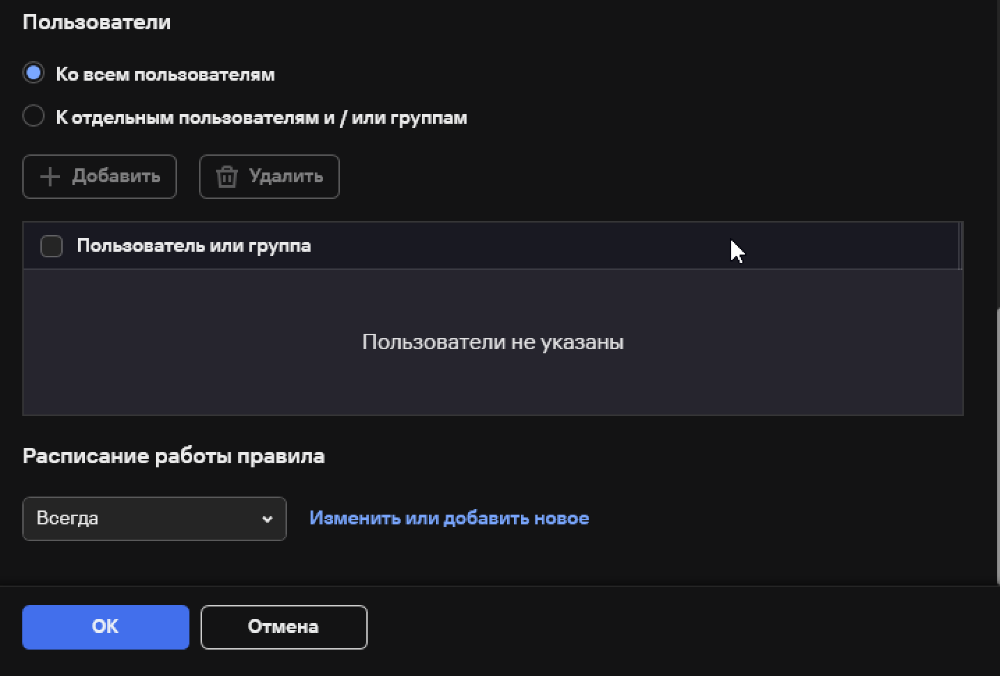 Пользователи
Ко всем пользователям
К отдельным пользователям и / или группам
Добавить Удалить
Пользователь или группа
Пользователи не указаны
Расписание работы правила
Всегда Изменить или добавить новое
ОК Отмена